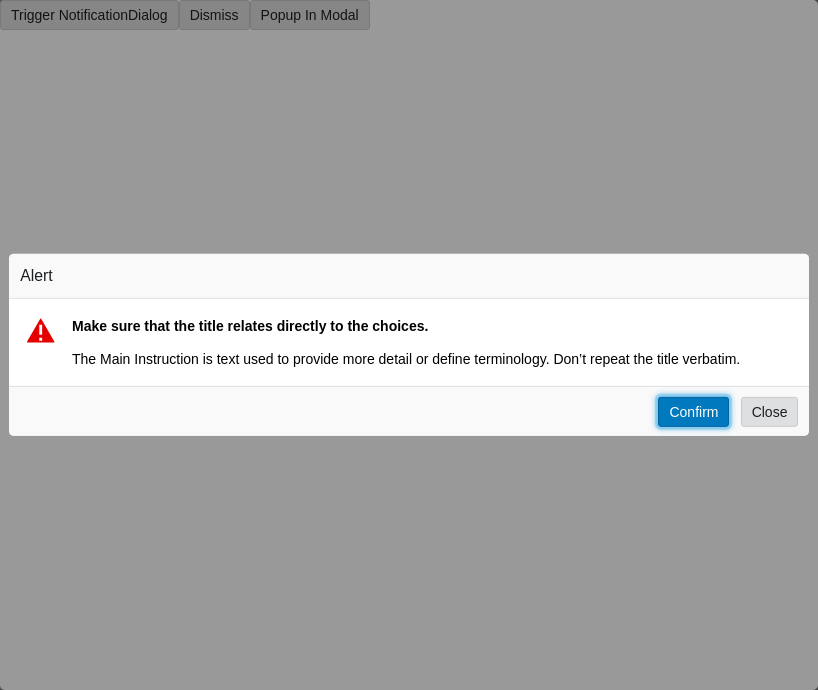 Trigger NotificationDialog Dismiss Popup In Modal
Alert
Make sure that the title relates directly to the choices.
The Main Instruction is text used to provide more detail or define terminology. Don’t repeat the title verbatim.
Confirm Close